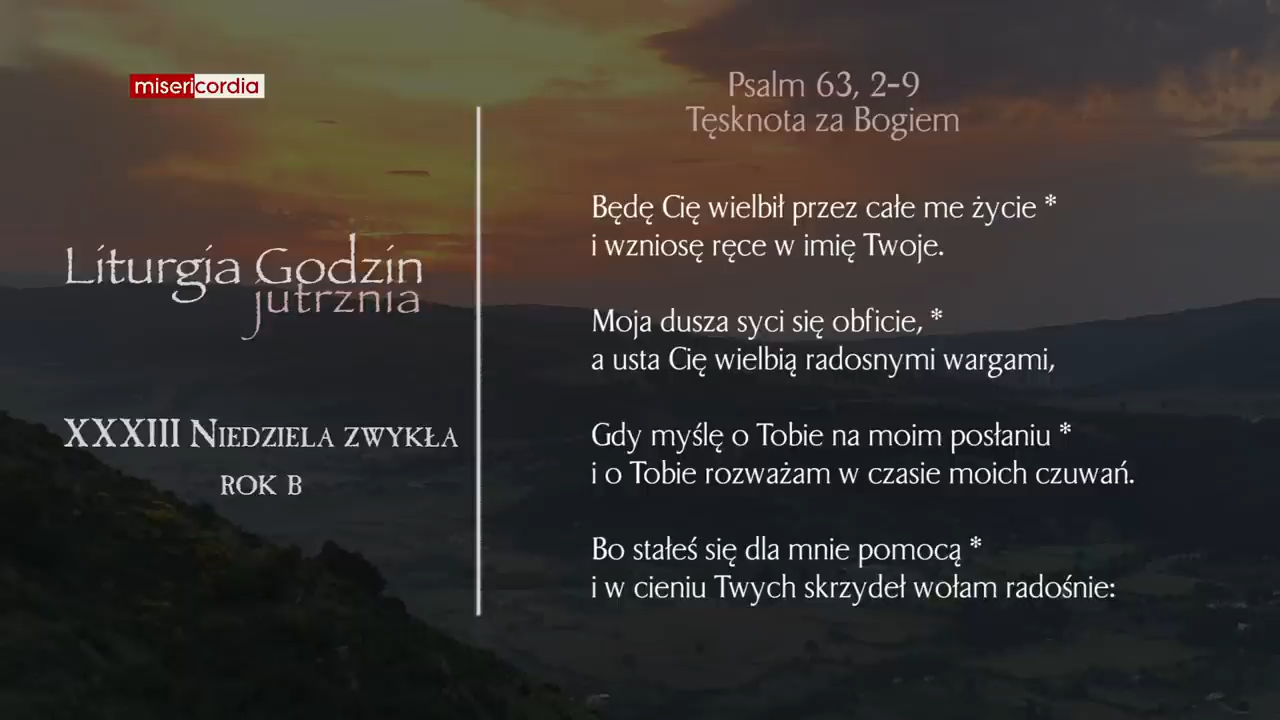 misericordia
Liturgia Godzin
jutrznia
XXXIII Niedziela zwykła
rok B
Psalm 63, 2-9
Tęsknota za Bogiem
Będę Cię wielbił przez całe me życie *
i wzniosę ręce w imię Twoje.
Moja dusza syci się obficie, *
a usta Cię wielbią radosnymi wargami,
Gdy myślę o Tobie na moim posłaniu *
i o Tobie rozważam w czasie moich czuwań.
Bo stałeś się dla mnie pomocą *
i w cieniu Twych skrzydeł wołam radośnie: